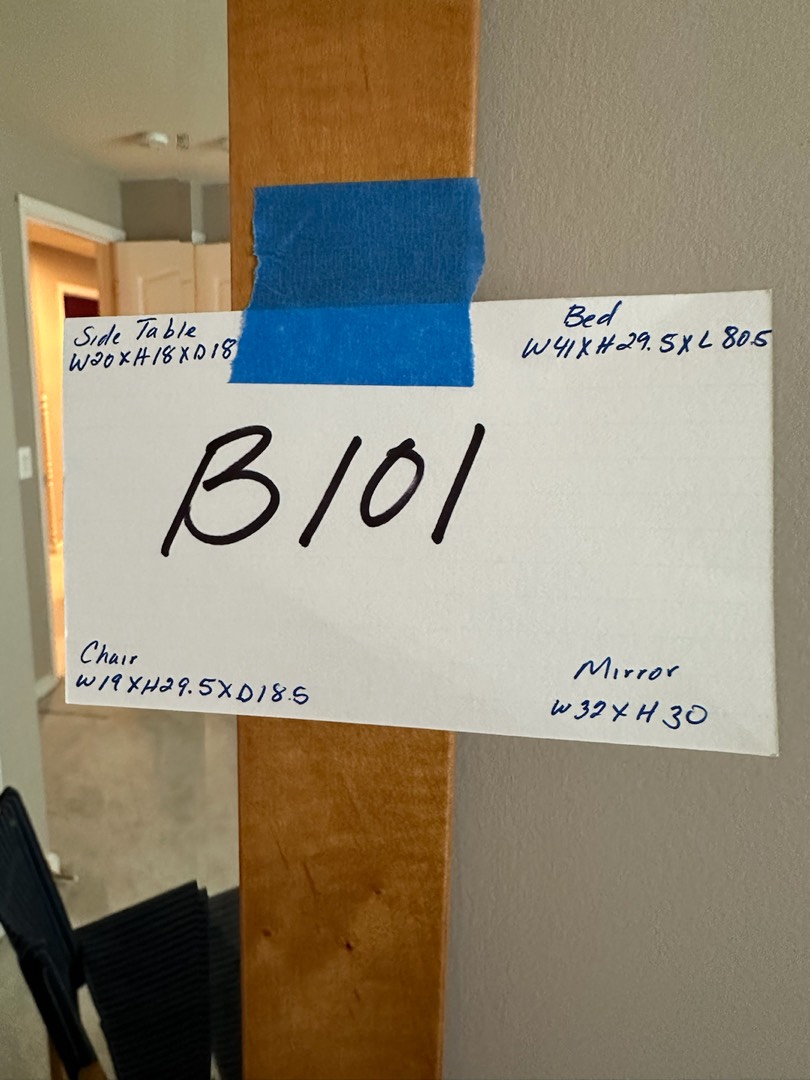 Side Table
W20XH18XD18
Bed
W41XH29.5XL80.5
B101
Chair
W19XH29.5XD18.5
Mirror
W32XH30